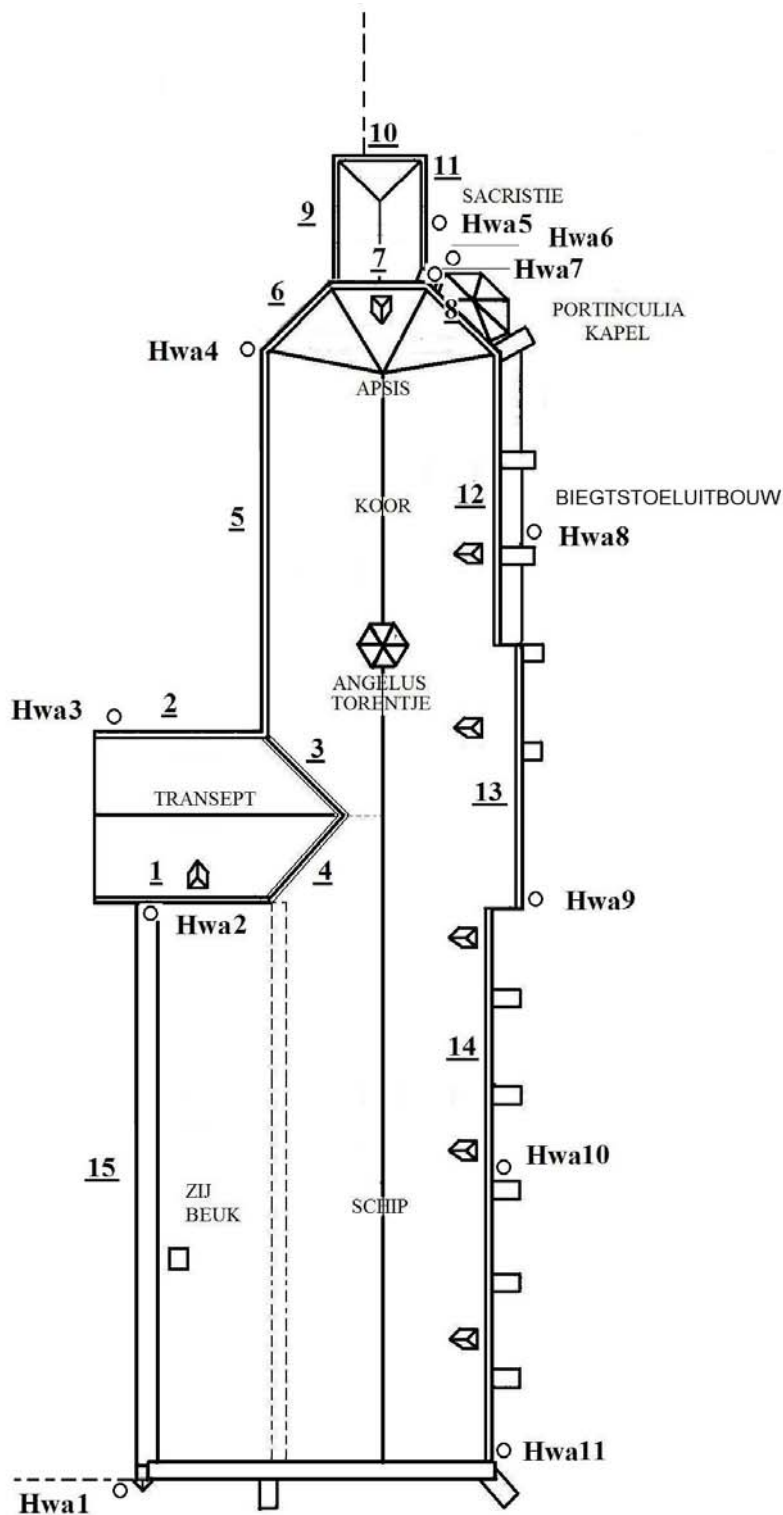 10
11
SACRISTIE
9
Hwa5
Hwa6
7
Hwa7
6
8
PORTINCULIA
KAPEL
Hwa4
APSIS
12
BIEGTSTOELUITBOUW
KOOR
5
Hwa8
ANGELUS
TORENTJE
Hwa3
2
3
13
TRANSEPT
1
4
Hwa9
Hwa2
14
15
Hwa10
ZIJ
BEUK
SCHIP
Hwa11
Hwa1